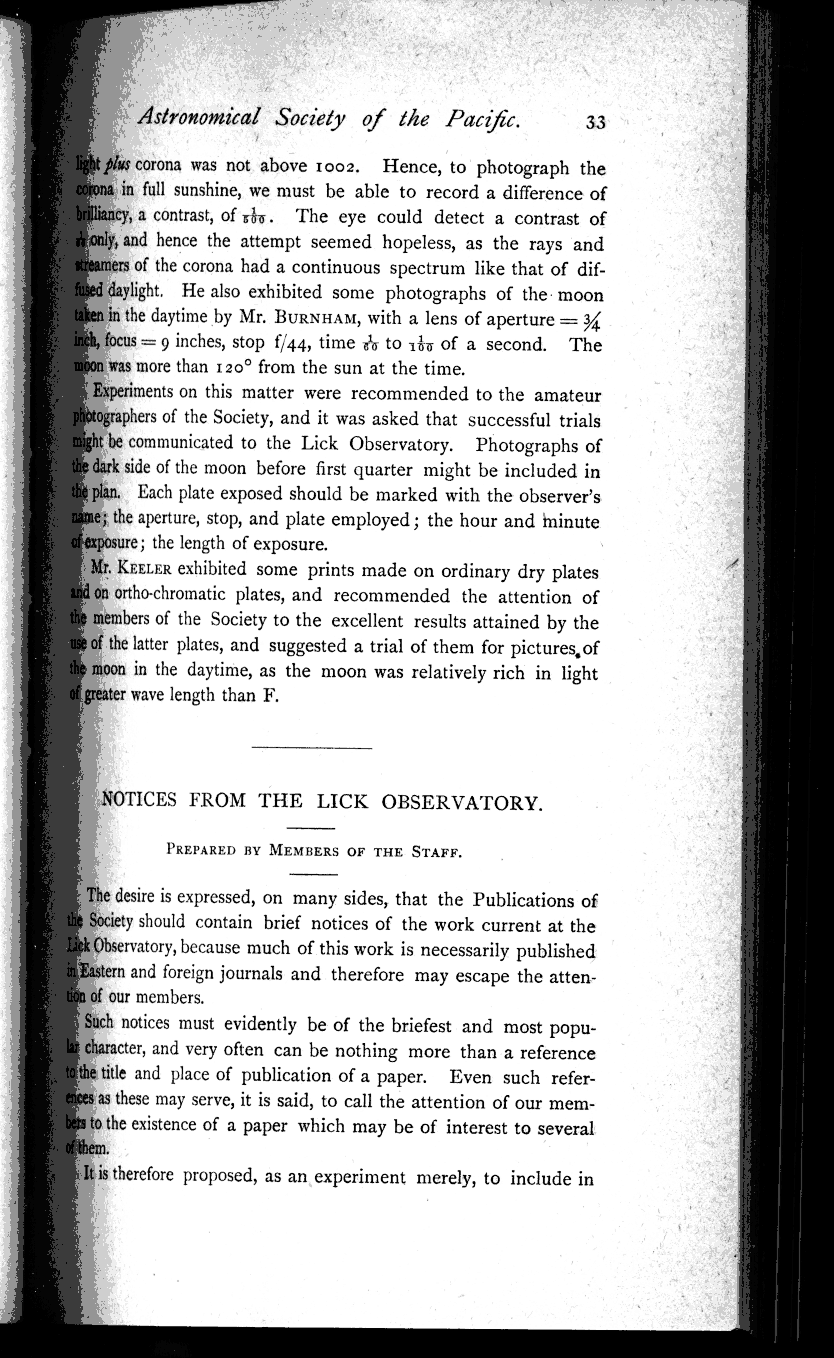 Astronomical Society of the Pacific. 33
light plus corona was not above 1002. Hence, to photograph the
corona in full sunshine, we must be able to record a difference of
brilliancy, a contrast, of 1/500. The eye could detect a contrast of
only, and hence the attempt seemed hopeless, as the rays and
streamers of the corona had a continuous spectrum like that of dif-
fused daylight. He also exhibited some photographs of the moon
taken in the daytime by Mr. BURNHAM, with a lens of aperture = 3/4
inch, focus = 9 inches, stop f/44, time to 1/100 of a second. The
moon was more than 120° from the sun at the time.
Experiments on this matter were recommended to the amateur
photographers of the Society, and it was asked that successful trials
might be communicated to the Lick Observatory. Photographs of
the dark side of the moon before first quarter might be included in
the plan. Each plate exposed should be marked with the observer's
name; the aperture, stop, and plate employed; the hour and minute
of exposure; the length of exposure.
Mr. KEELER exhibited some prints made on ordinary dry plates
and on ortho-chromatic plates, and recommended the attention of
the members of the Society to the excellent results attained by the
use of the latter plates, and suggested a trial of them for pictures of
the moon in the daytime, as the moon was relatively rich in light
of greater wave length than F.
NOTICES FROM THE LICK OBSERVATORY.
PREPARED BY MEMBERS OF THE STAFF.
The desire is expressed, on many sides, that the Publications of
the Society should contain brief notices of the work current at the
Lick Observatory, because much of this work is necessarily published
in Eastern and foreign journals and therefore may escape the atten-
tion of our members.
Such notices must evidently be of the briefest and most popu-
lar character, and very often can be nothing more than a reference
to the title and place of publication of a paper. Even such refer-
ences as these may serve, it is said, to call the attention of our mem-
bers to the existence of a paper which may be of interest to several
of them.
It is therefore proposed, as an experiment merely, to include in